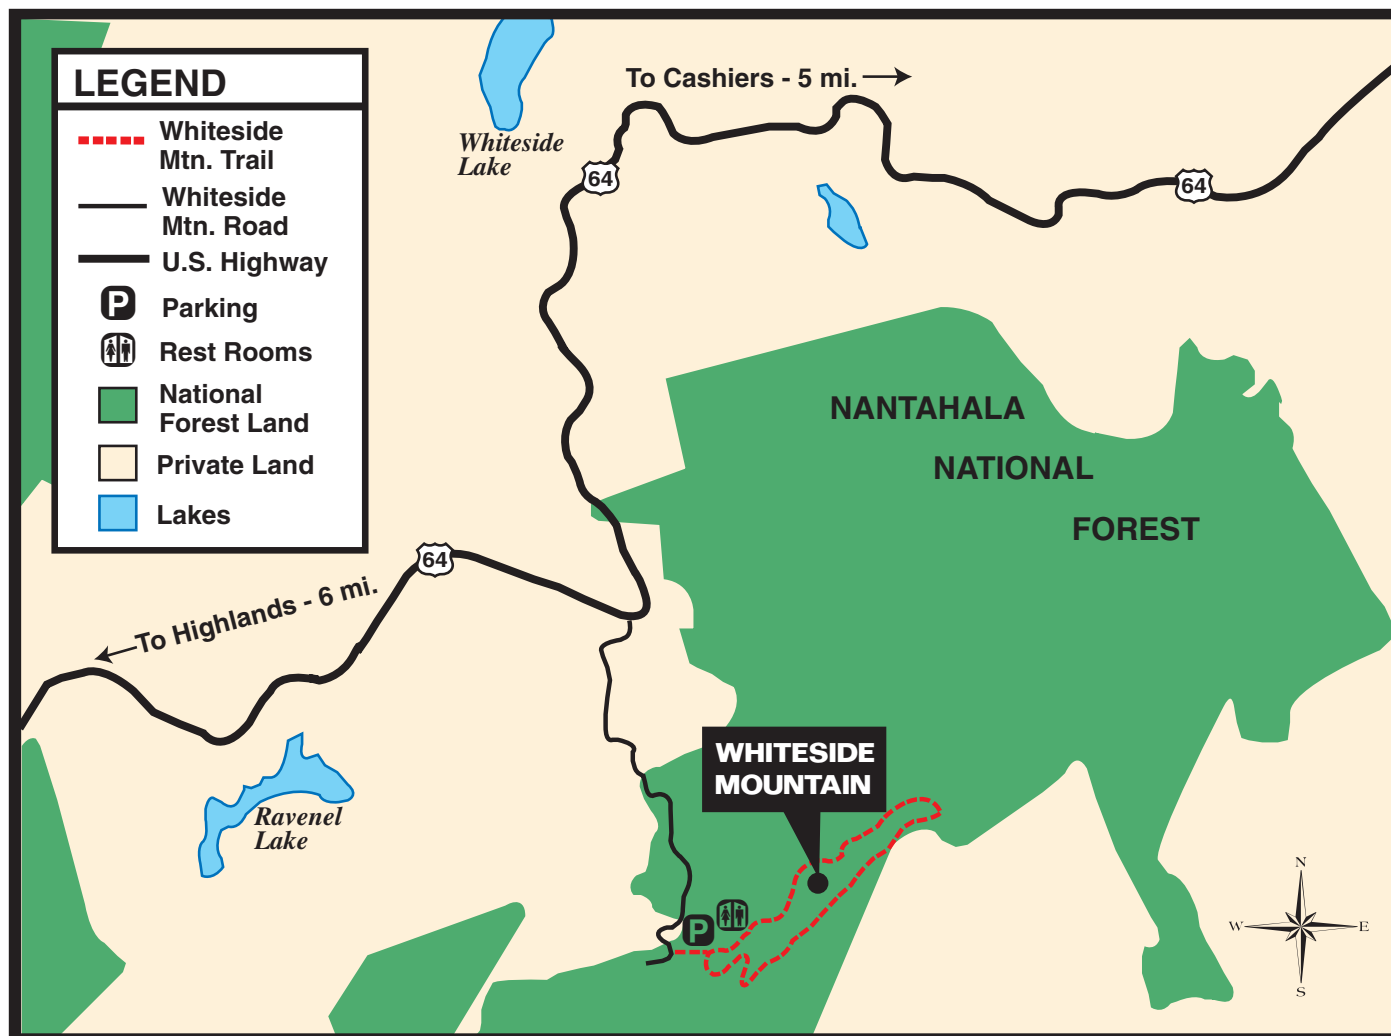 LEGEND
Whiteside
Mtn. Trail
Whiteside
Mtn. Road
U.S. Highway
P
Parking
Rest Rooms
National
Forest Land
Private Land
Lakes
To Cashiers - 5 mi.
Whiteside
Lake
64
64
NANTAHALA
NATIONAL
FOREST
64
To Highlands - 6 mi.
WHITESIDE
MOUNTAIN
Ravenel
Lake
P
N
W
E
S